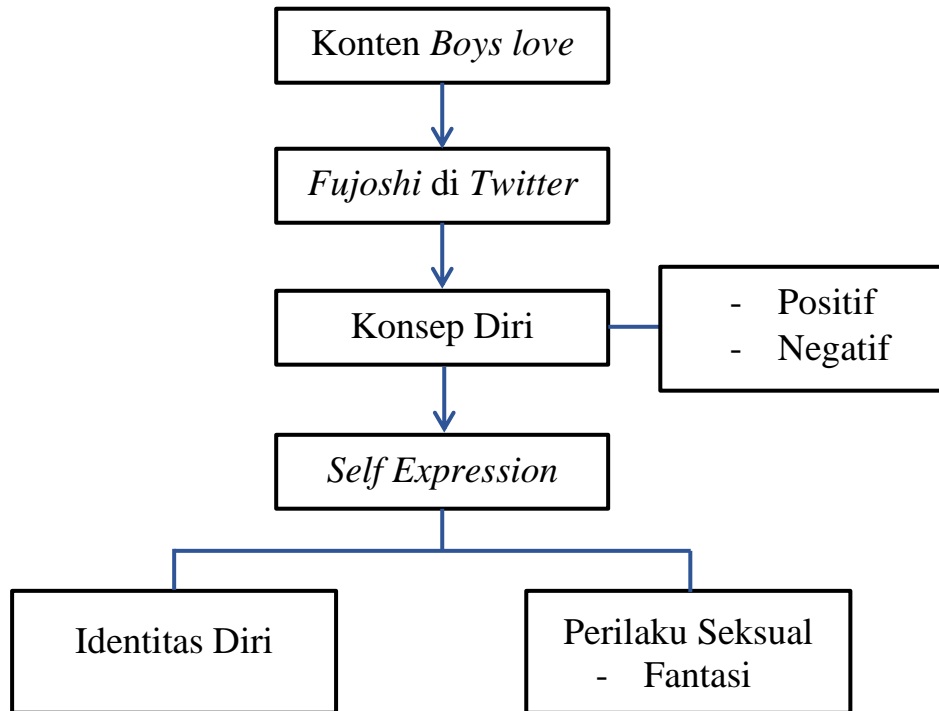 Konten Boys love
Fujoshi di Twitter
Konsep Diri
- Positif
- Negatif
Self Expression
Identitas Diri
Perilaku Seksual
- Fantasi